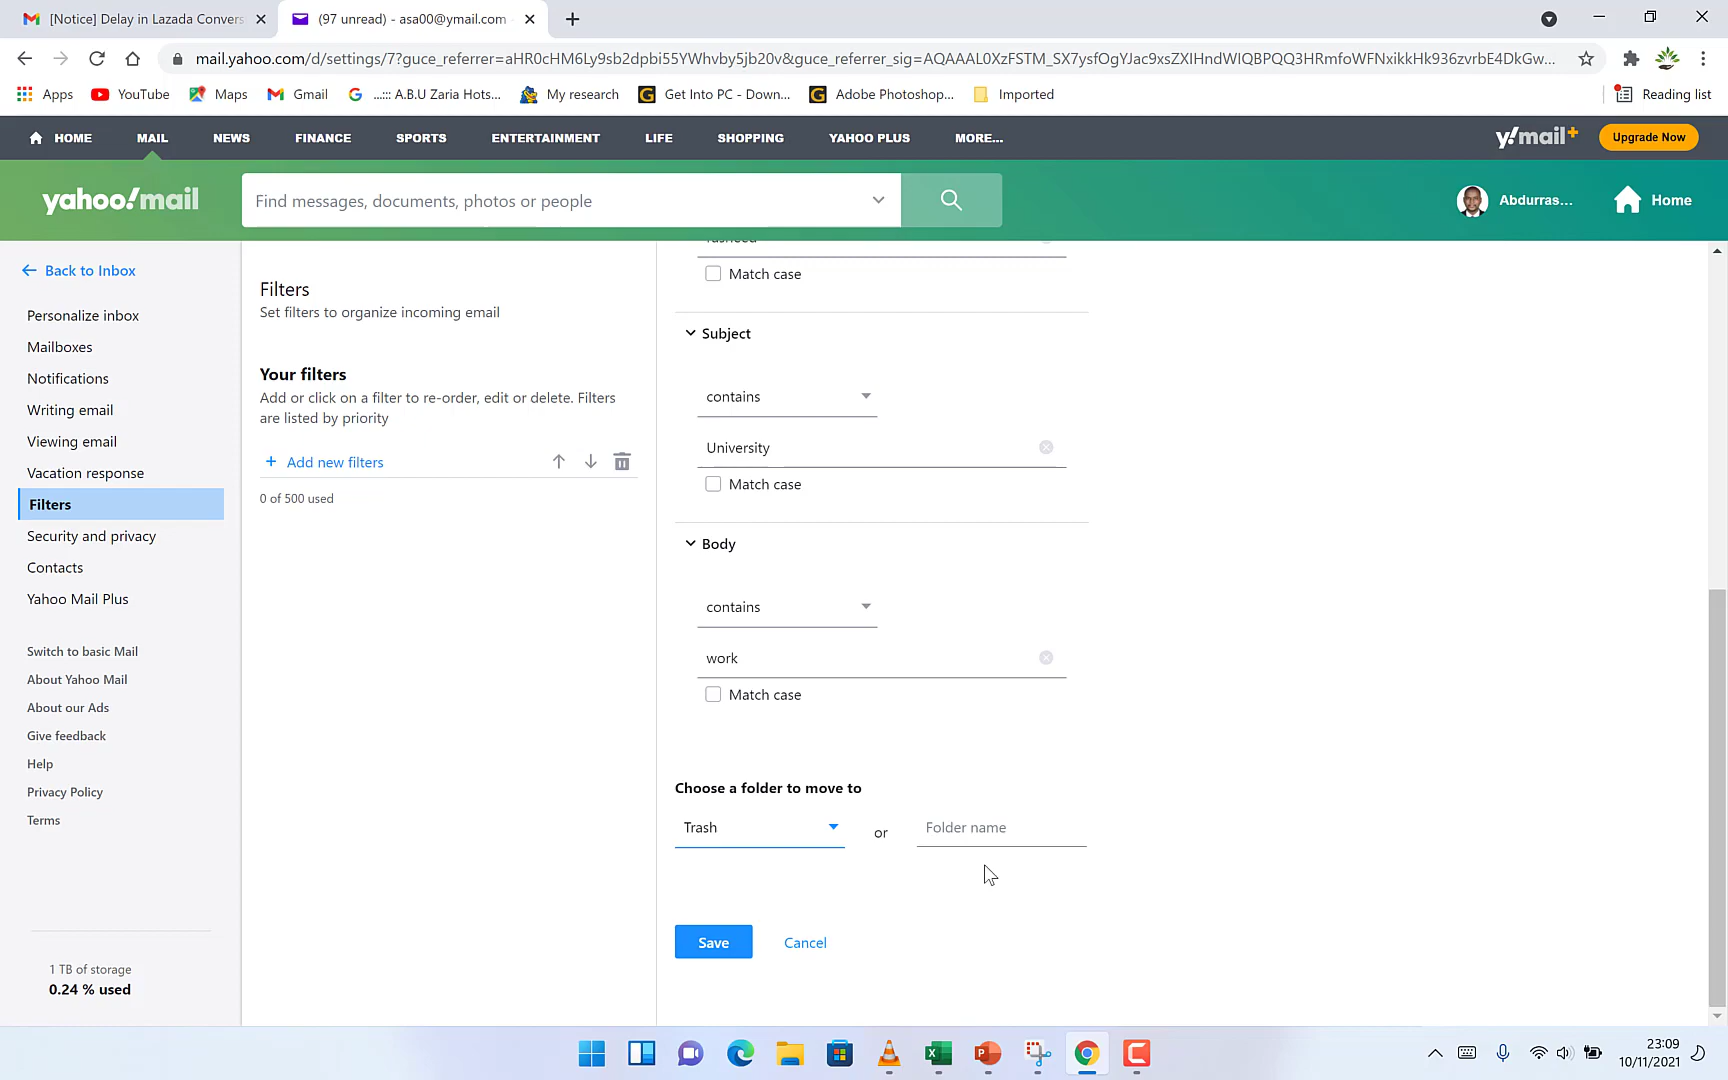 [Notice] Delay in Lazada Convers
(97 unread) - asa00@ymail.com
mail.yahoo.com/d/settings/7?guce_referrer=aHR0cHM6Ly9sb2dpbi55YWhvby5jb20v&guce_referrer_sig=AQAAAL0XzFSTM_SX7ysfOgYJac9xsZXIHndWIQBPQQ3HRmfoWFNxikkHk936zvrbE4DkGw...
Apps
YouTube
Maps
Gmail
...::: A.B.U Zaria Hots...
My research
Get Into PC - Down...
Adobe Photoshop...
Imported
Reading list
HOME
MAIL
NEWS
FINANCE
SPORTS
ENTERTAINMENT
LIFE
SHOPPING
YAHOO PLUS
MORE...
y!mail+
Upgrade Now
yahoo!mail
Find messages, documents, photos or people
Abdurras...
Home
Back to Inbox
Personalize inbox
Mailboxes
Notifications
Writing email
Viewing email
Vacation response
Filters
Security and privacy
Contacts
Yahoo Mail Plus
Switch to basic Mail
About Yahoo Mail
About our Ads
Give feedback
Help
Privacy Policy
Terms
1 TB of storage
0.24 % used
Filters
Set filters to organize incoming email
Your filters
Add or click on a filter to re-order, edit or delete. Filters
are listed by priority
+ Add new filters
0 of 500 used
Match case
Subject
contains
University
Match case
Body
contains
work
Match case
Choose a folder to move to
Trash
or
Folder name
Save
Cancel
23:09
10/11/2021